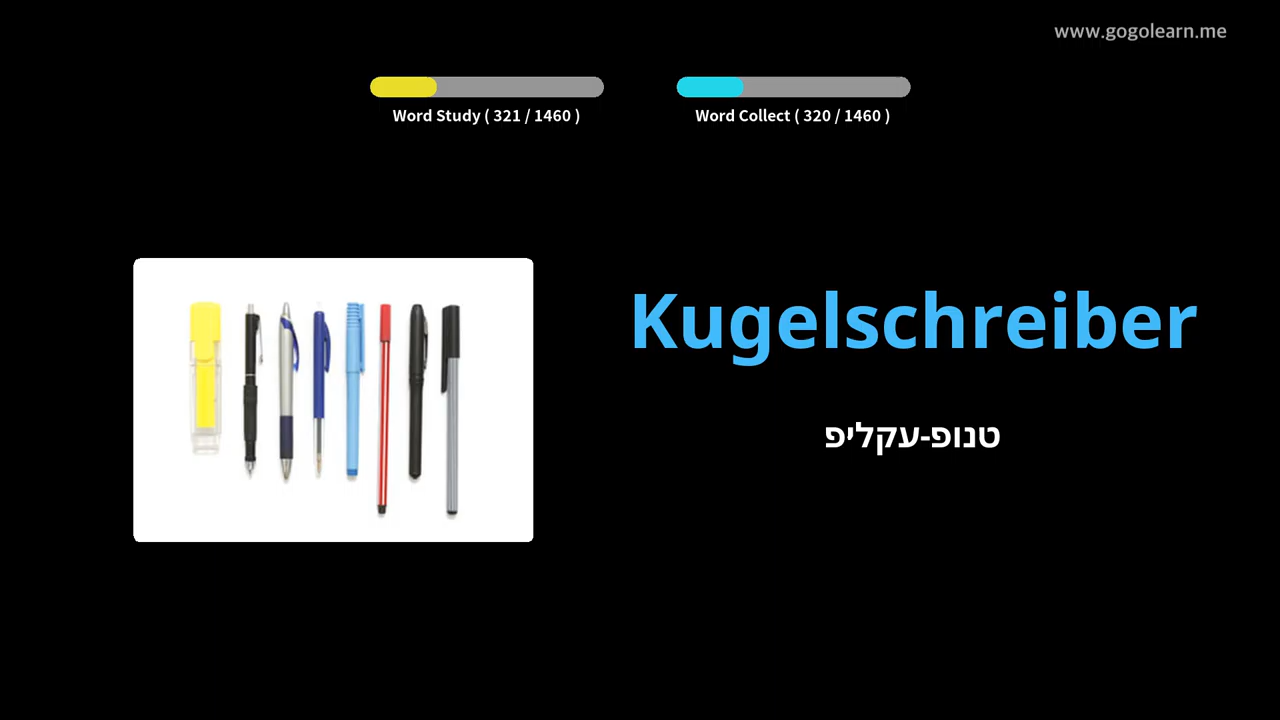 www.gogolearn.me
Word Study ( 321 / 1460 )
Word Collect ( 320 / 1460 )
Kugelschreiber
טנופ-עקליפ